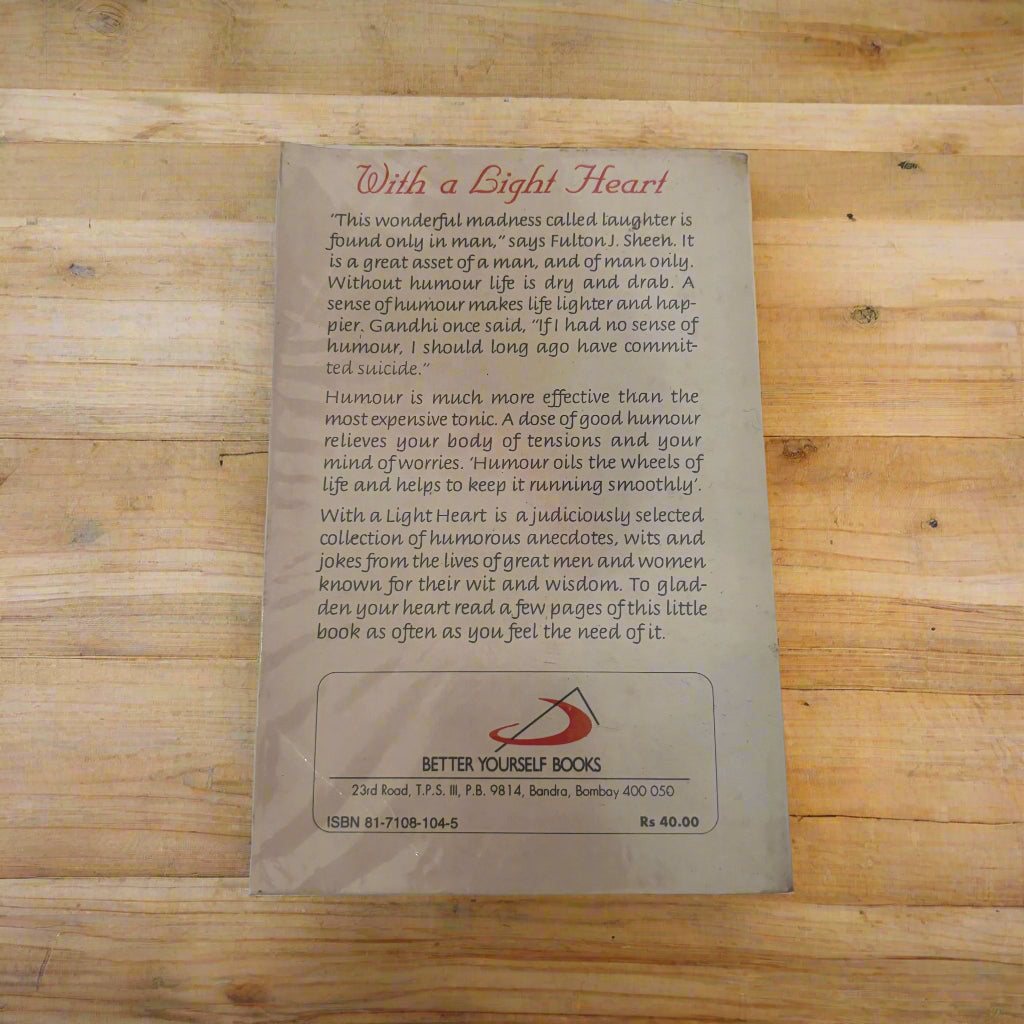 With a Light Heart
"This wonderful madness called laughter is
found only in man," says Fulton J. Sheen. It
is a great asset of a man, and of man only.
Without humour life is dry and drab. A
sense of humour makes life lighter and hap-
pier. Gandhi once said, "If I had no sense of
humour, I should long ago have commit-
ted suicide."
Humour is much more effective than the
most expensive tonic. A dose of good humour
relieves your body of tensions and your
mind of worries. 'Humour oils the wheels of
life and helps to keep it running smoothly'.
With a Light Heart is a judiciously selected
collection of humorous anecdotes, wits and
jokes from the lives of great men and women
known for their wit and wisdom. To glad-
den your heart read a few pages of this little
book as often as you feel the need of it.
BETTER YOURSELF BOOKS
23rd Road, T.P.S. III, P.B. 9814, Bandra, Bombay 400 050
ISBN 81-7108-104-5 Rs 40.00